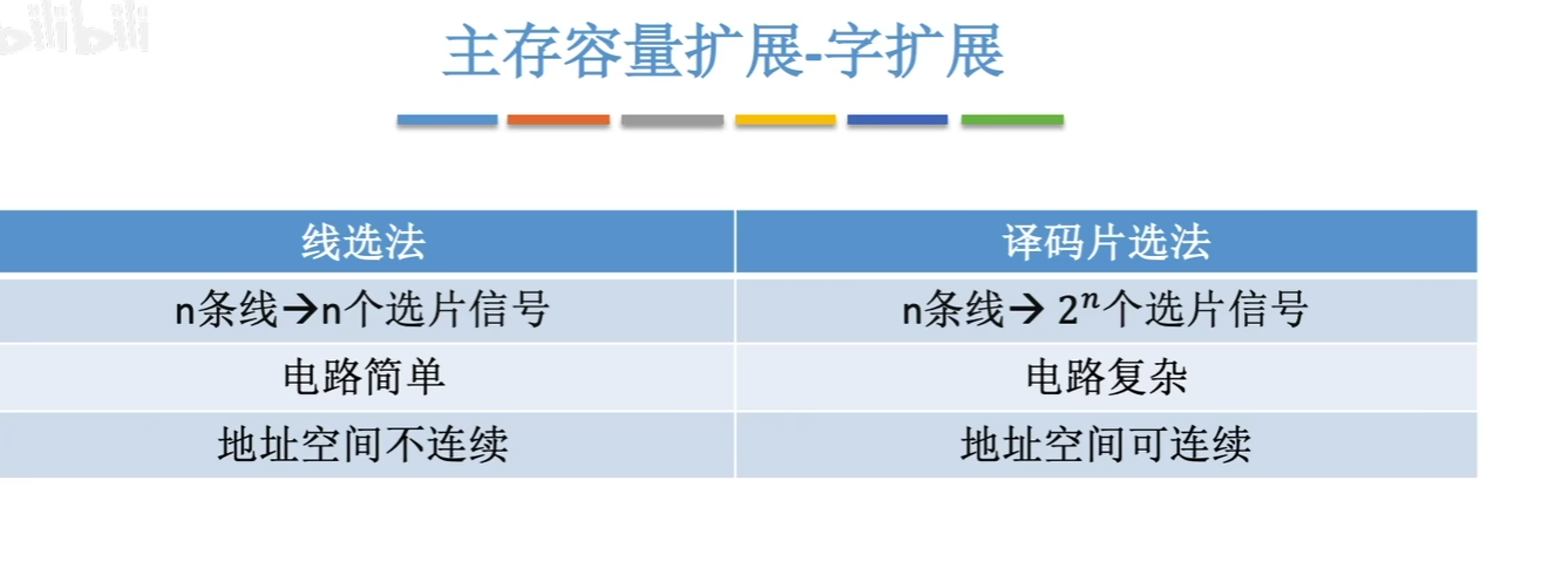 bilibili
主存容量扩展-字扩展
线选法 译码片选法
n条线→n个选片信号 n条线→ 2ⁿ个选片信号
电路简单 电路复杂
地址空间不连续 地址空间可连续